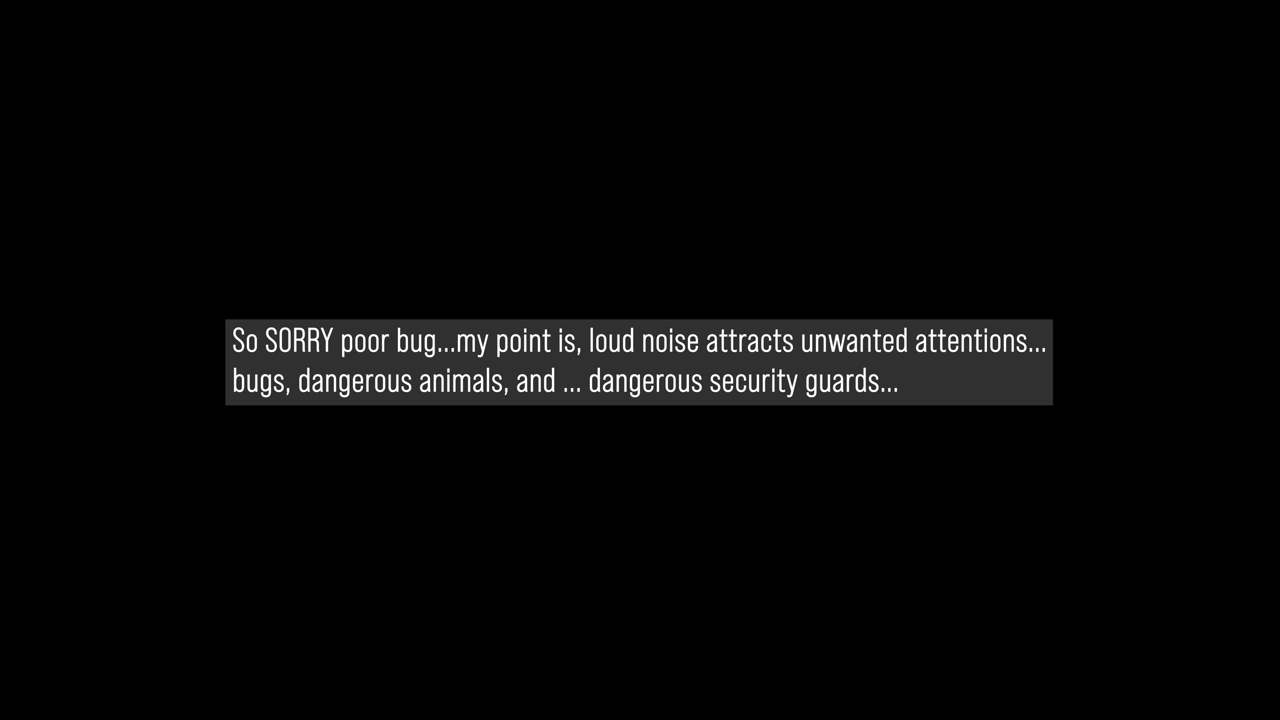 So SORRY poor bug...my point is, loud noise attracts unwanted attentions...
bugs, dangerous animals, and ... dangerous security guards...